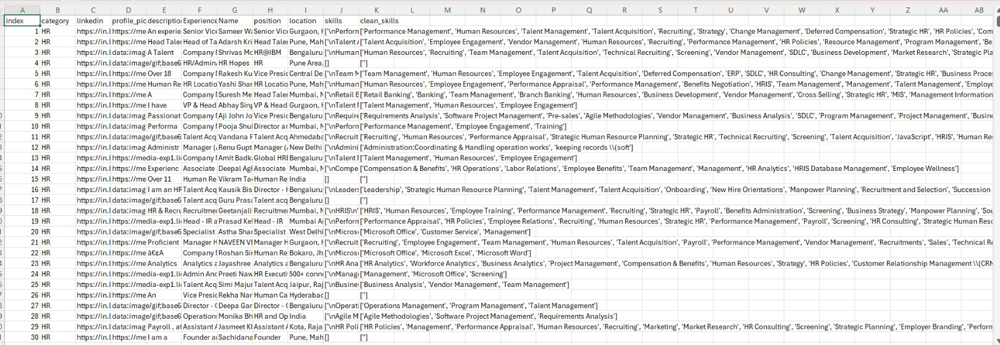 A B C D E F G H I J K L M N O P Q R S T U V W X Y Z AA AB
index category linkedin profile_pic description Experience Name position location skills clean_skills
1 HR https://in.l https://me An experie Senior Vice Sameer Wa Senior Vice Gurgaon, H ['\nPerforn ['Performance Management', 'Human Resources', 'Talent Management', 'Talent Acquisition', 'Recruiting', 'Strategy', 'Change Management', 'Deferred Compensation', 'Strategic HR', 'HR Policies', 'Com
2 HR https://in.l https://me Head Taler Head of Ta Adarsh Kri Head Taler Pune, Mah ['\nTalent / ['Talent Acquisition', 'Employee Engagement', 'Vendor Management', 'Human Resources', 'Recruiting', 'Performance Management', 'HR Policies', 'Resource Management', 'Program Management', 'Be
3 HR https://in.l data:imag A Talent Company N Shrivas Mc HR@IBM Bengaluru ['\nHuman ['Human Resources', 'Recruiting', 'Team Management', 'Talent Acquisition', 'Technical Recruiting', 'Screening', 'Vendor Management', 'SDLC', 'Business Development', 'Market Research', 'Strategic Pla
4 HR https://in.l data:image/gif;base6 HR/Admin/ HR Hopes HR Pune Area, [] ['']
5 HR https://in.l https://me Over 18 Company N Rakesh Ku Vice Presic Central De ['\nTeam M ['Team Management', 'Human Resources', 'Employee Engagement', 'Talent Acquisition', 'Deferred Compensation', 'ERP', 'SDLC', 'HR Consulting', 'Change Management', 'Strategic HR', 'Business Proces
6 HR https://in.l https://me Human Re HR Locatio Yashi Shar HR Locatio Pune, Mah ['\nHuman ['Human Resources', 'Employee Engagement', 'Performance Appraisal', 'Performance Management', 'Benefits Negotiation', 'HRIS', 'Team Management', 'Management', 'Talent Management', 'Employe
7 HR https://in.l https://me A Company N Suresh Me Head Taler Mumbai, M ['\nRetail E ['Retail Banking', 'Banking', 'Team Management', 'Branch Banking', 'Human Resources', 'Business Development', 'Vendor Management', 'Cross Selling', 'Strategic HR', 'MIS', 'Management Information
8 HR https://in.l https://me I have VP & Head Abhay Sing VP & Head Gurgaon, H ['\nTalent I ['Talent Management', 'Human Resources', 'Employee Engagement']
9 HR https://in.l data:imag Passionat Company N Aji John Jo Vice Presic Bengaluru ['\nRequire ['Requirements Analysis', 'Software Project Management', 'Pre-sales', 'Agile Methodologies', 'Vendor Management', 'Business Analysis', 'SDLC', 'Program Management', 'Project Management', 'Busine
10 HR https://in.l data:imag Performa Company N Pooja Shul Director ar Mumbai, M ['\nPerforn ['Performance Management', 'Employee Engagement', 'Training']
11 HR https://in.l data:image/gif;base6 Talent Acq Vandana F Talent Acq Ahmedaba ['\nRecruit ['Recruiting', 'Human Resources', 'Performance Appraisal', 'Strategic Human Resource Planning', 'Strategic HR', 'Technical Recruiting', 'Screening', 'Talent Acquisition', 'JavaScript', 'HRIS', 'Human Res
12 HR https://in.l data:imag Administr Manager (/ Renu Gupt Manager (/ New Delhi ['\nAdmini ['Administration:Coordinating & Handling operation works', 'keeping records \\(soft']
13 HR https://in.l https://media-exp1.li Company N Amit Badka Global HRE Bengaluru ['\nTalent I ['Talent Management', 'Human Resources', 'Employee Engagement']
14 HR https://in.l https://me Experienc Associate Deepal Agl Associate Mumbai, M ['\nCompe ['Compensation & Benefits', 'HR Operations', 'Labor Relations', 'Employee Benefits', 'Team Management', 'Management', 'HR Analytics', 'HRIS Database Management', 'Employee Wellness']
15 HR https://in.l https://me Over 11 Human Re Vikram Tac Human Re India [] ['']
16 HR https://in.l data:imag I am an HR Talent Acq Kausik Bis Director - H Bengaluru ['\nLeaders ['Leadership', 'Strategic Human Resource Planning', 'Talent Management', 'Talent Acquisition', 'Onboarding', 'New Hire Orientations', 'Manpower Planning', 'Recruitment and Selection', 'Succession
17 HR https://in.l data:image/gif;base6 Talent acq Guru Prasa Talent acq Bengaluru [] ['']
18 HR https://in.l data:imag HR & Recru Recruitmer Geetanjali Recruitmer Mumbai, M ['\nHRIS\n' ['HRIS', 'Human Resources', 'Employee Training', 'Performance Management', 'Recruiting', 'Strategic HR', 'Payroll', 'Benefits Administration', 'Screening', 'Business Strategy', 'Manpower Planning', 'Sou
19 HR https://in.l https://media-exp1.li Head - IR a Prasad Kel Head - IR Mumbai A ['\nPerforn ['Performance Appraisal', 'HR Policies', 'Employee Relations', 'Recruiting', 'Human Resources', 'Strategic HR', 'Performance Management', 'Payroll', 'Screening', 'HR Consulting', 'Strategic Human Reso
20 HR https://in.l data:image/gif;base6 Specialist Astha Shar Specialist West Delhi ['\nMicros ['Microsoft Office', 'Customer Service', 'Management']
21 HR https://in.l https://me Proficient Manager H NAVEEN VI Manager H Gurgaon, H ['\nRecruit ['Recruiting', 'Employee Engagement', 'Team Management', 'Human Resources', 'Talent Acquisition', 'Payroll', 'Performance Management', 'Vendor Management', 'Recruitments', 'Sales', 'Technical Re
22 HR https://in.l https://me â€¢A Company N Roshan Sir Human Re Bokaro, Jh ['\nMicros ['Microsoft Office', 'Microsoft Excel', 'Microsoft Word']
23 HR https://in.l https://me Analytics Analytics a Jayashree Analytics a Bengaluru ['\nHR Ana ['HR Analytics', 'Workforce Analytics', 'Business Analytics', 'Project Management', 'Compensation & Benefits', 'Human Resources', 'Strategy', 'HR Policies', 'Customer Relationship Management \\(CRM
24 HR https://in.l https://media-exp1.li Admin Anc Preeti Naw HR Executi 500+ conn ['\nManag ['Management', 'Microsoft Office', 'Screening']
25 HR https://in.l https://media-exp1.li Talent Acq Simi Majur Talent Acq Jaipur, Raj ['\nBusine ['Business Analysis', 'Vendor Management', 'Team Management']
26 HR https://in.l https://me An Vice Presic Rekha Nar Human Ca Hyderabac [] ['']
27 HR https://in.l data:image/gif;base6 Director - ( Deepa Gar Director - ( Bengaluru ['\nOperati ['Operations Management', 'Program Management', 'Talent Management']
28 HR https://in.l data:image/gif;base6 Operation: Monika Bh HR and Op India ['\nAgile M ['Agile Methodologies', 'Software Project Management', 'Requirements Analysis']
29 HR https://in.l data:imag Payroll , at Assistant A Jasmeet Kl Assistant A Kota, Raja ['\nHR Poli ['HR Policies', 'Management', 'Performance Appraisal', 'Human Resources', 'Recruiting', 'Marketing', 'Market Research', 'HR Consulting', 'Screening', 'Strategic Planning', 'Employer Branding', 'Perform
30 HR https://in.l https://me I am a Founder ar Sachidana Founder Pune, Mah [] ['']